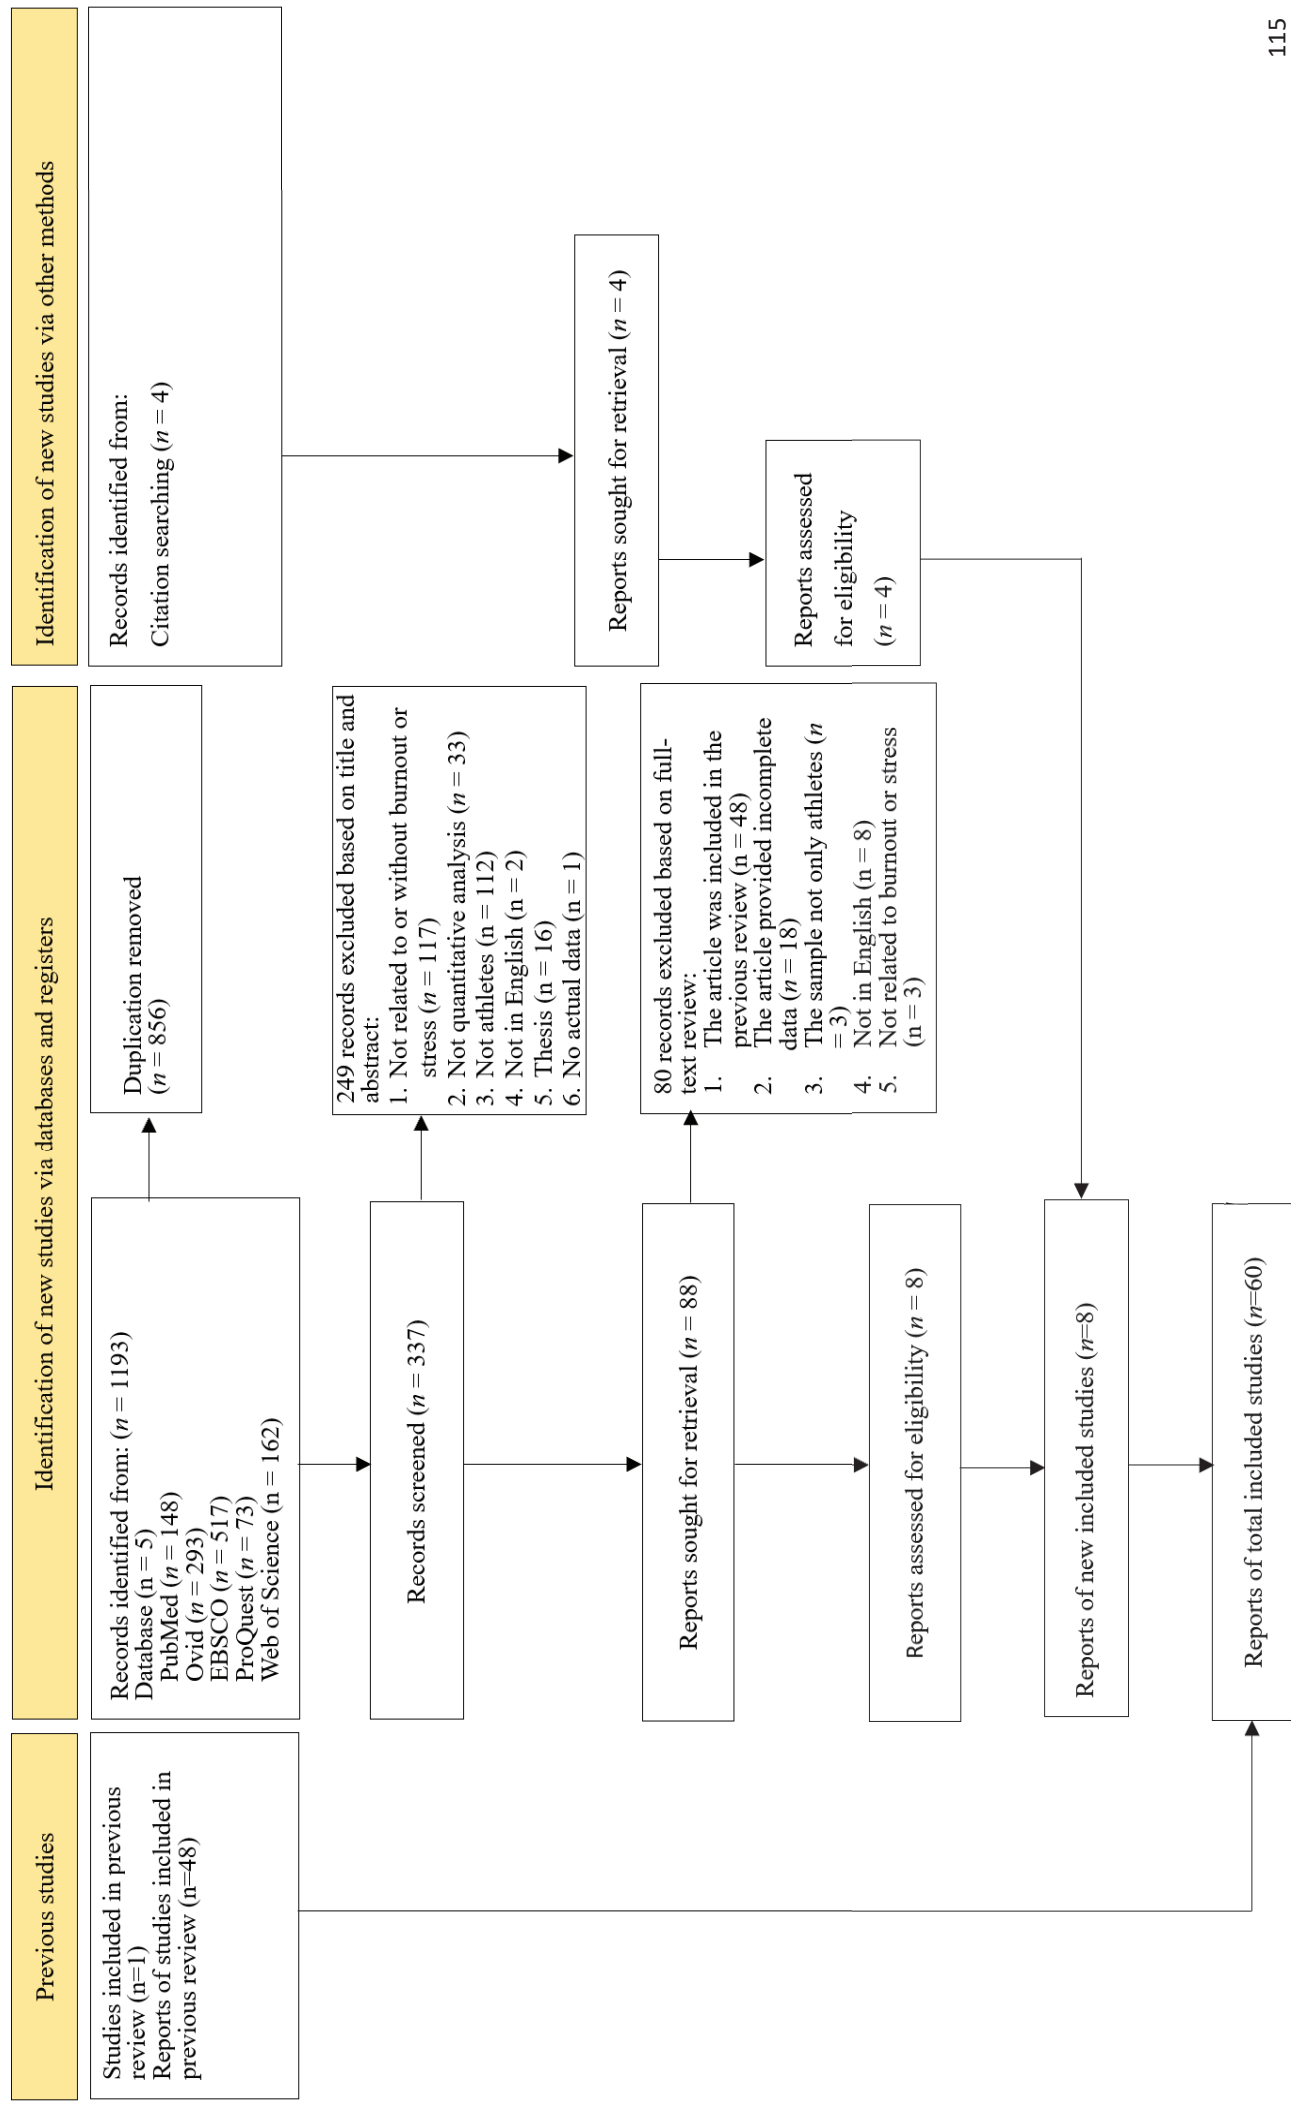 Previous studies
Identification of new studies via databases and registers
Identification of new studies via other methods
Studies included in previous
review (n=1)
Reports of studies included in
previous review (n=48)
Records identified from: (n = 1193)
Database (n = 5)
PubMed (n = 148)
Ovid (n = 293)
EBSCO (n = 517)
ProQuest (n = 73)
Web of Science (n = 162)
Duplication removed
(n = 856)
Records identified from:
Citation searching (n = 4)
Records screened (n = 337)
249 records excluded based on title and
abstract:
1. Not related to or without burnout or
stress (n = 117)
2. Not quantitative analysis (n = 33)
3. Not athletes (n = 112)
4. Not in English (n = 2)
5. Thesis (n = 16)
6. No actual data (n = 1)
Reports sought for retrieval (n = 4)
Reports sought for retrieval (n = 88)
80 records excluded based on full-
text review:
1. The article was included in the
previous review (n = 48)
2. The article provided incomplete
data (n = 18)
3. The sample not only athletes (n
= 3)
4. Not in English (n = 8)
5. Not related to burnout or stress
(n = 3)
Reports assessed
for eligibility
(n = 4)
Reports assessed for eligibility (n = 8)
Reports of new included studies (n=8)
Reports of total included studies (n=60)
115